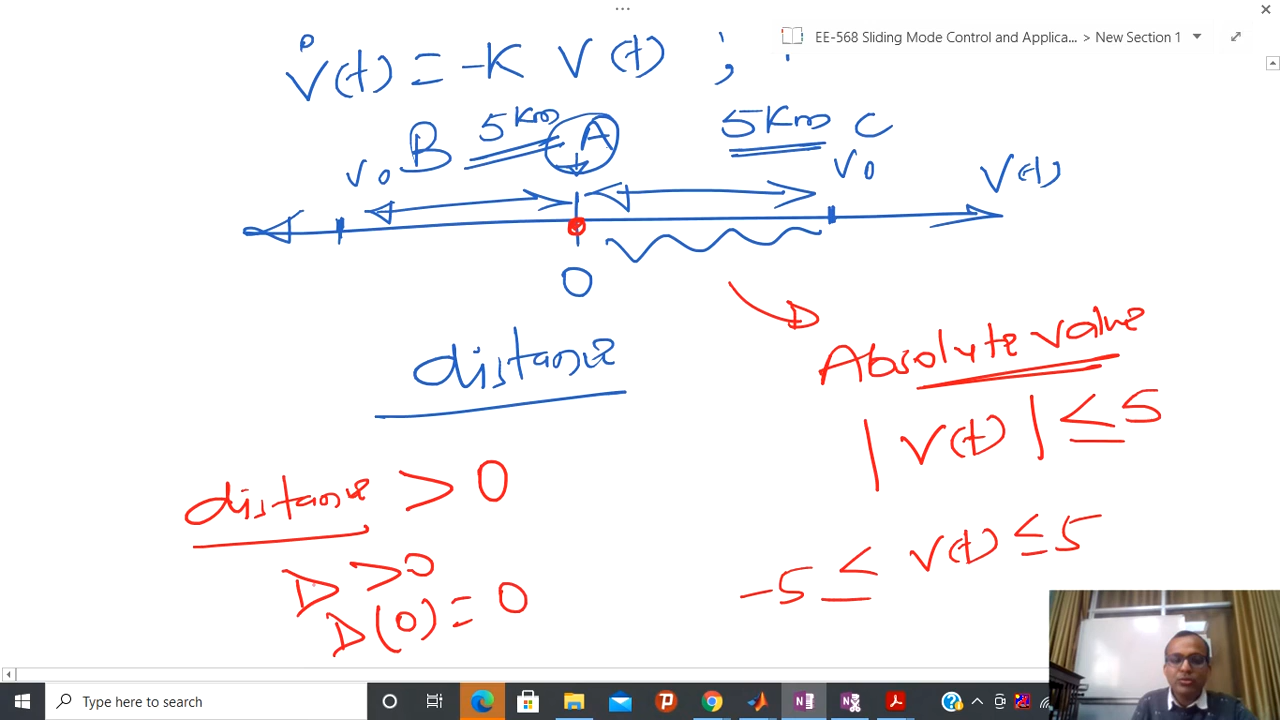 EE-568 Sliding Mode Control and Applica... > New Section 1
v̇(t) = -K V(t) ;
B 5Km A 5Km C
V0 V0 V(t)
0
distance
Absolute value
|V(t)| ≤ 5
distance > 0
-5 ≤ V(t) ≤ 5
D > 0
D(0) = 0
Type here to search